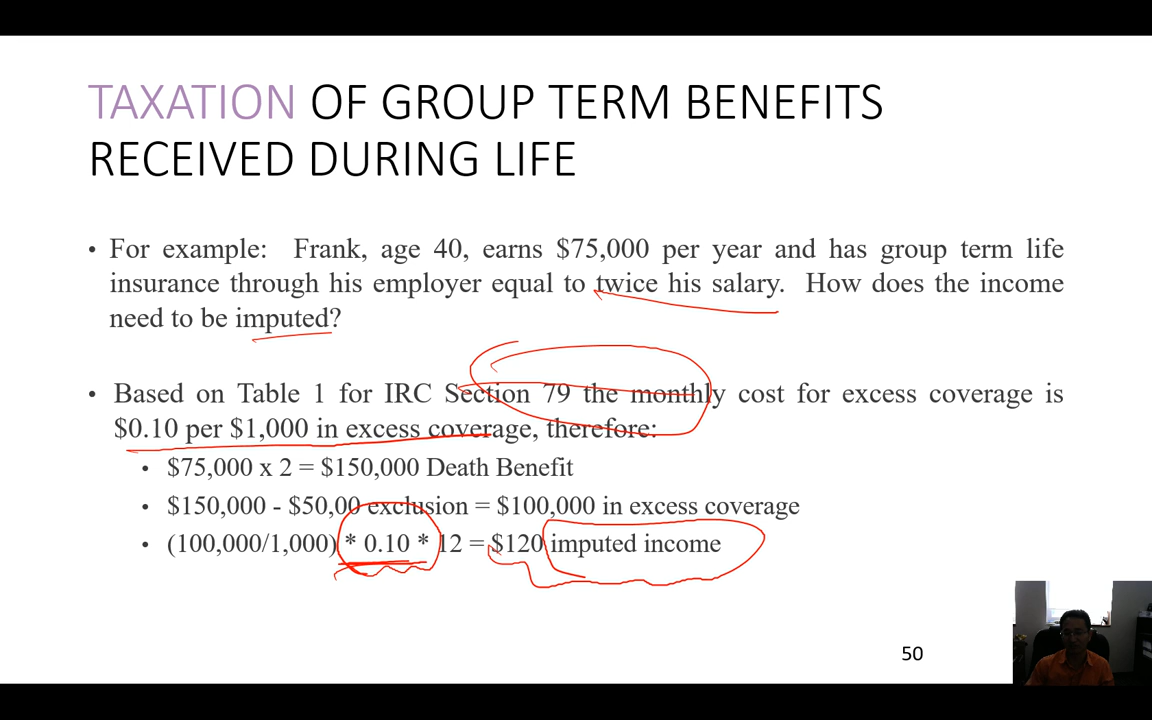 TAXATION OF GROUP TERM BENEFITS
RECEIVED DURING LIFE
• For example: Frank, age 40, earns $75,000 per year and has group term life
insurance through his employer equal to twice his salary. How does the income
need to be imputed?
• Based on Table 1 for IRC Section 79 the monthly cost for excess coverage is
$0.10 per $1,000 in excess coverage, therefore:
• $75,000 x 2 = $150,000 Death Benefit
• $150,000 - $50,00 exclusion = $100,000 in excess coverage
• (100,000/1,000) * 0.10 * 12 = $120 imputed income
50